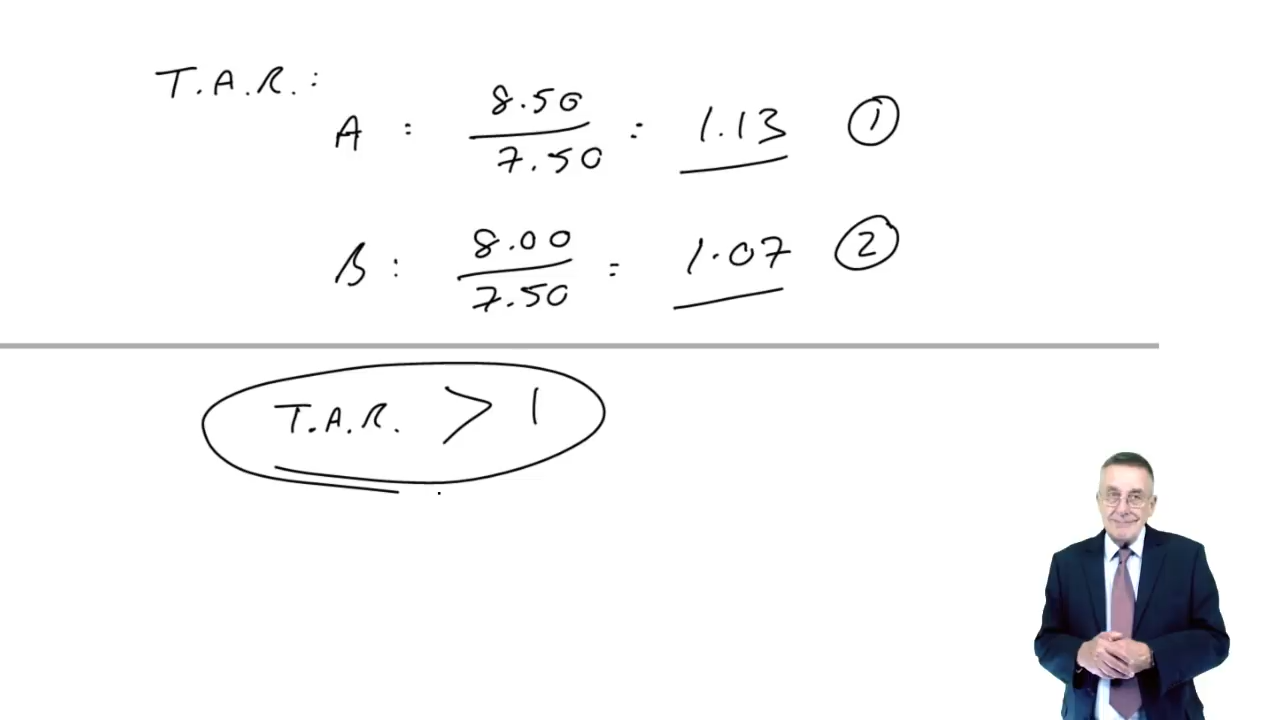 T.A.R.:
A : 8.50 / 7.50 = 1.13 ①
B : 8.00 / 7.50 = 1.07 ②
T.A.R. > 1